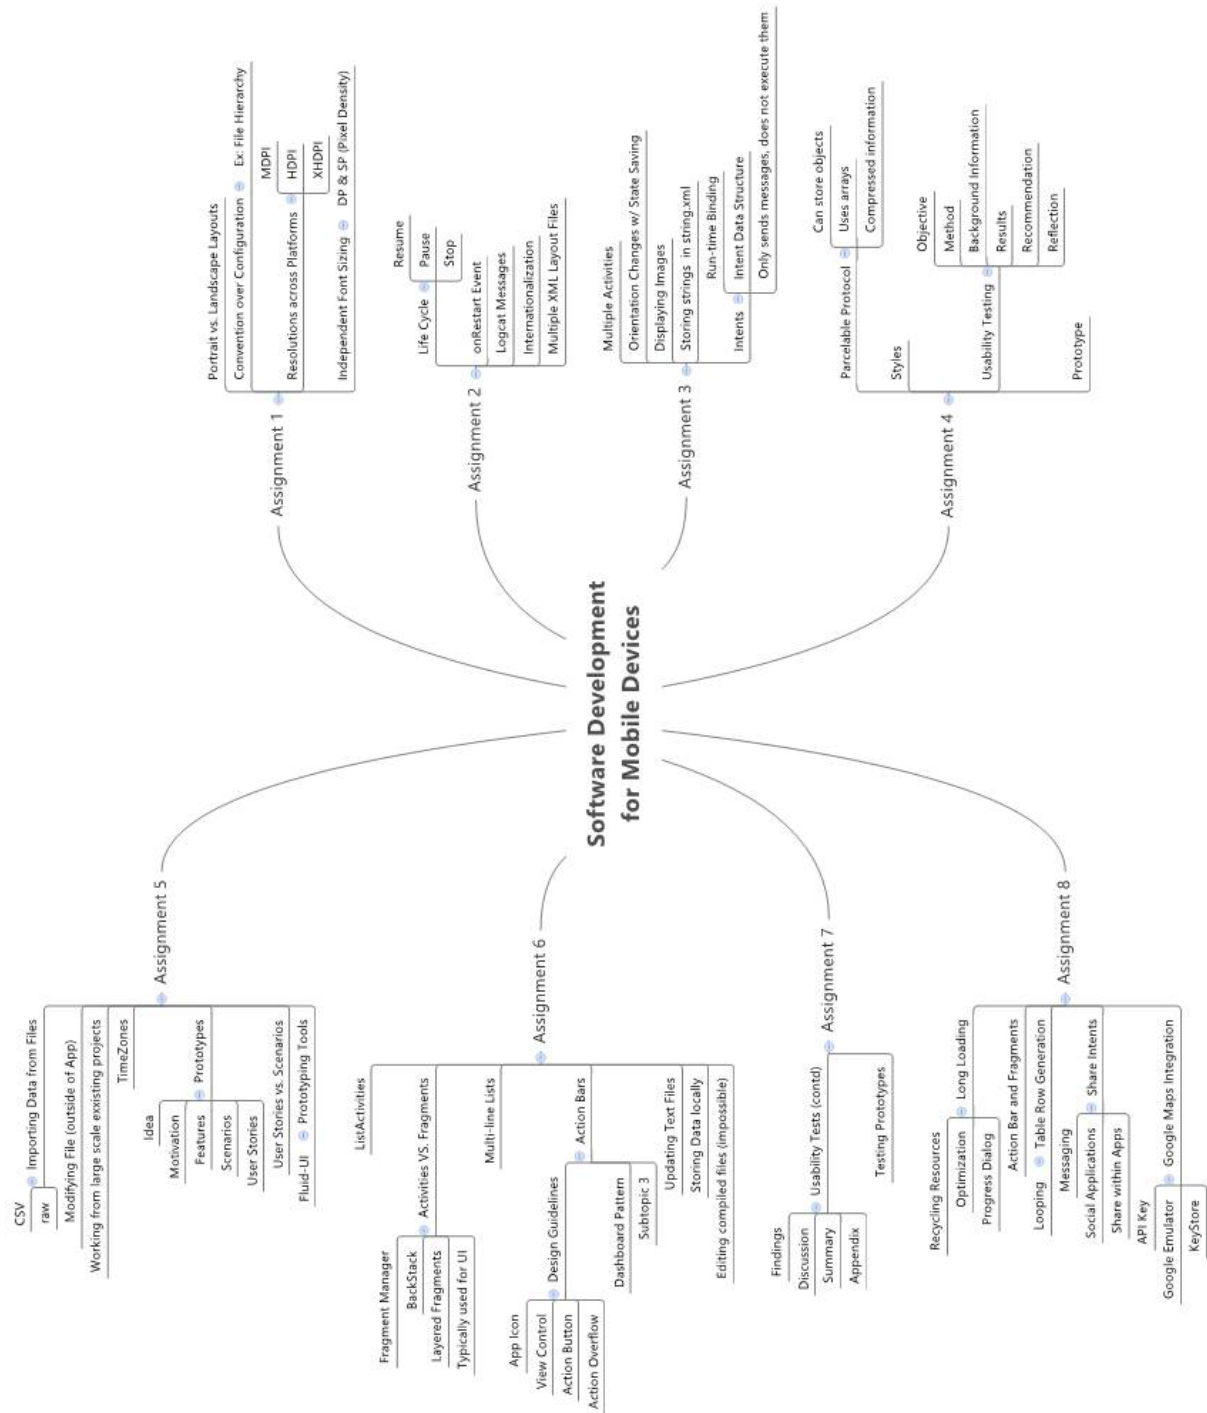 Software Development
for Mobile Devices
Assignment 1
Portrait vs. Landscape Layouts
Convention over Configuration
Ex: File Hierarchy
Resolutions across Platforms
MDPI
HDPI
XHDPI
Independent Font Sizing
DP & SP (Pixel Density)
Assignment 2
Life Cycle
Resume
Pause
Stop
onRestart Event
Logcat Messages
Internationalization
Multiple XML Layout Files
Assignment 3
Multiple Activities
Orientation Changes w/ State Saving
Displaying Images
Storing strings in string.xml
Intents
Run-time Binding
Intent Data Structure
Only sends messages, does not execute them
Assignment 4
Parcelable Protocol
Can store objects
Uses arrays
Compressed information
Styles
Usability Testing
Objective
Method
Background Information
Results
Recommendation
Reflection
Prototype
Assignment 5
Importing Data from Files
CSV
raw
Modifying File (outside of App)
Working from large scale exxisting projects
TimeZones
Prototypes
Idea
Motivation
Features
Scenarios
User Stories
User Stories vs. Scenarios
Prototyping Tools
Fluid-UI
Assignment 6
ListActivities
Activities VS. Fragments
Fragment Manager
BackStack
Layered Fragments
Typically used for UI
Multi-line Lists
Action Bars
Design Guidelines
App Icon
View Control
Action Button
Action Overflow
Dashboard Pattern
Subtopic 3
Updating Text Files
Storing Data locally
Editing compiled files (impossible)
Assignment 7
Usability Tests (contd)
Findings
Discussion
Summary
Appendix
Testing Prototypes
Assignment 8
Long Loading
Recycling Resources
Optimization
Progress Dialog
Action Bar and Fragments
Table Row Generation
Looping
Share Intents
Messaging
Social Applications
Share within Apps
Google Maps Integration
API Key
Google Emulator
KeyStore